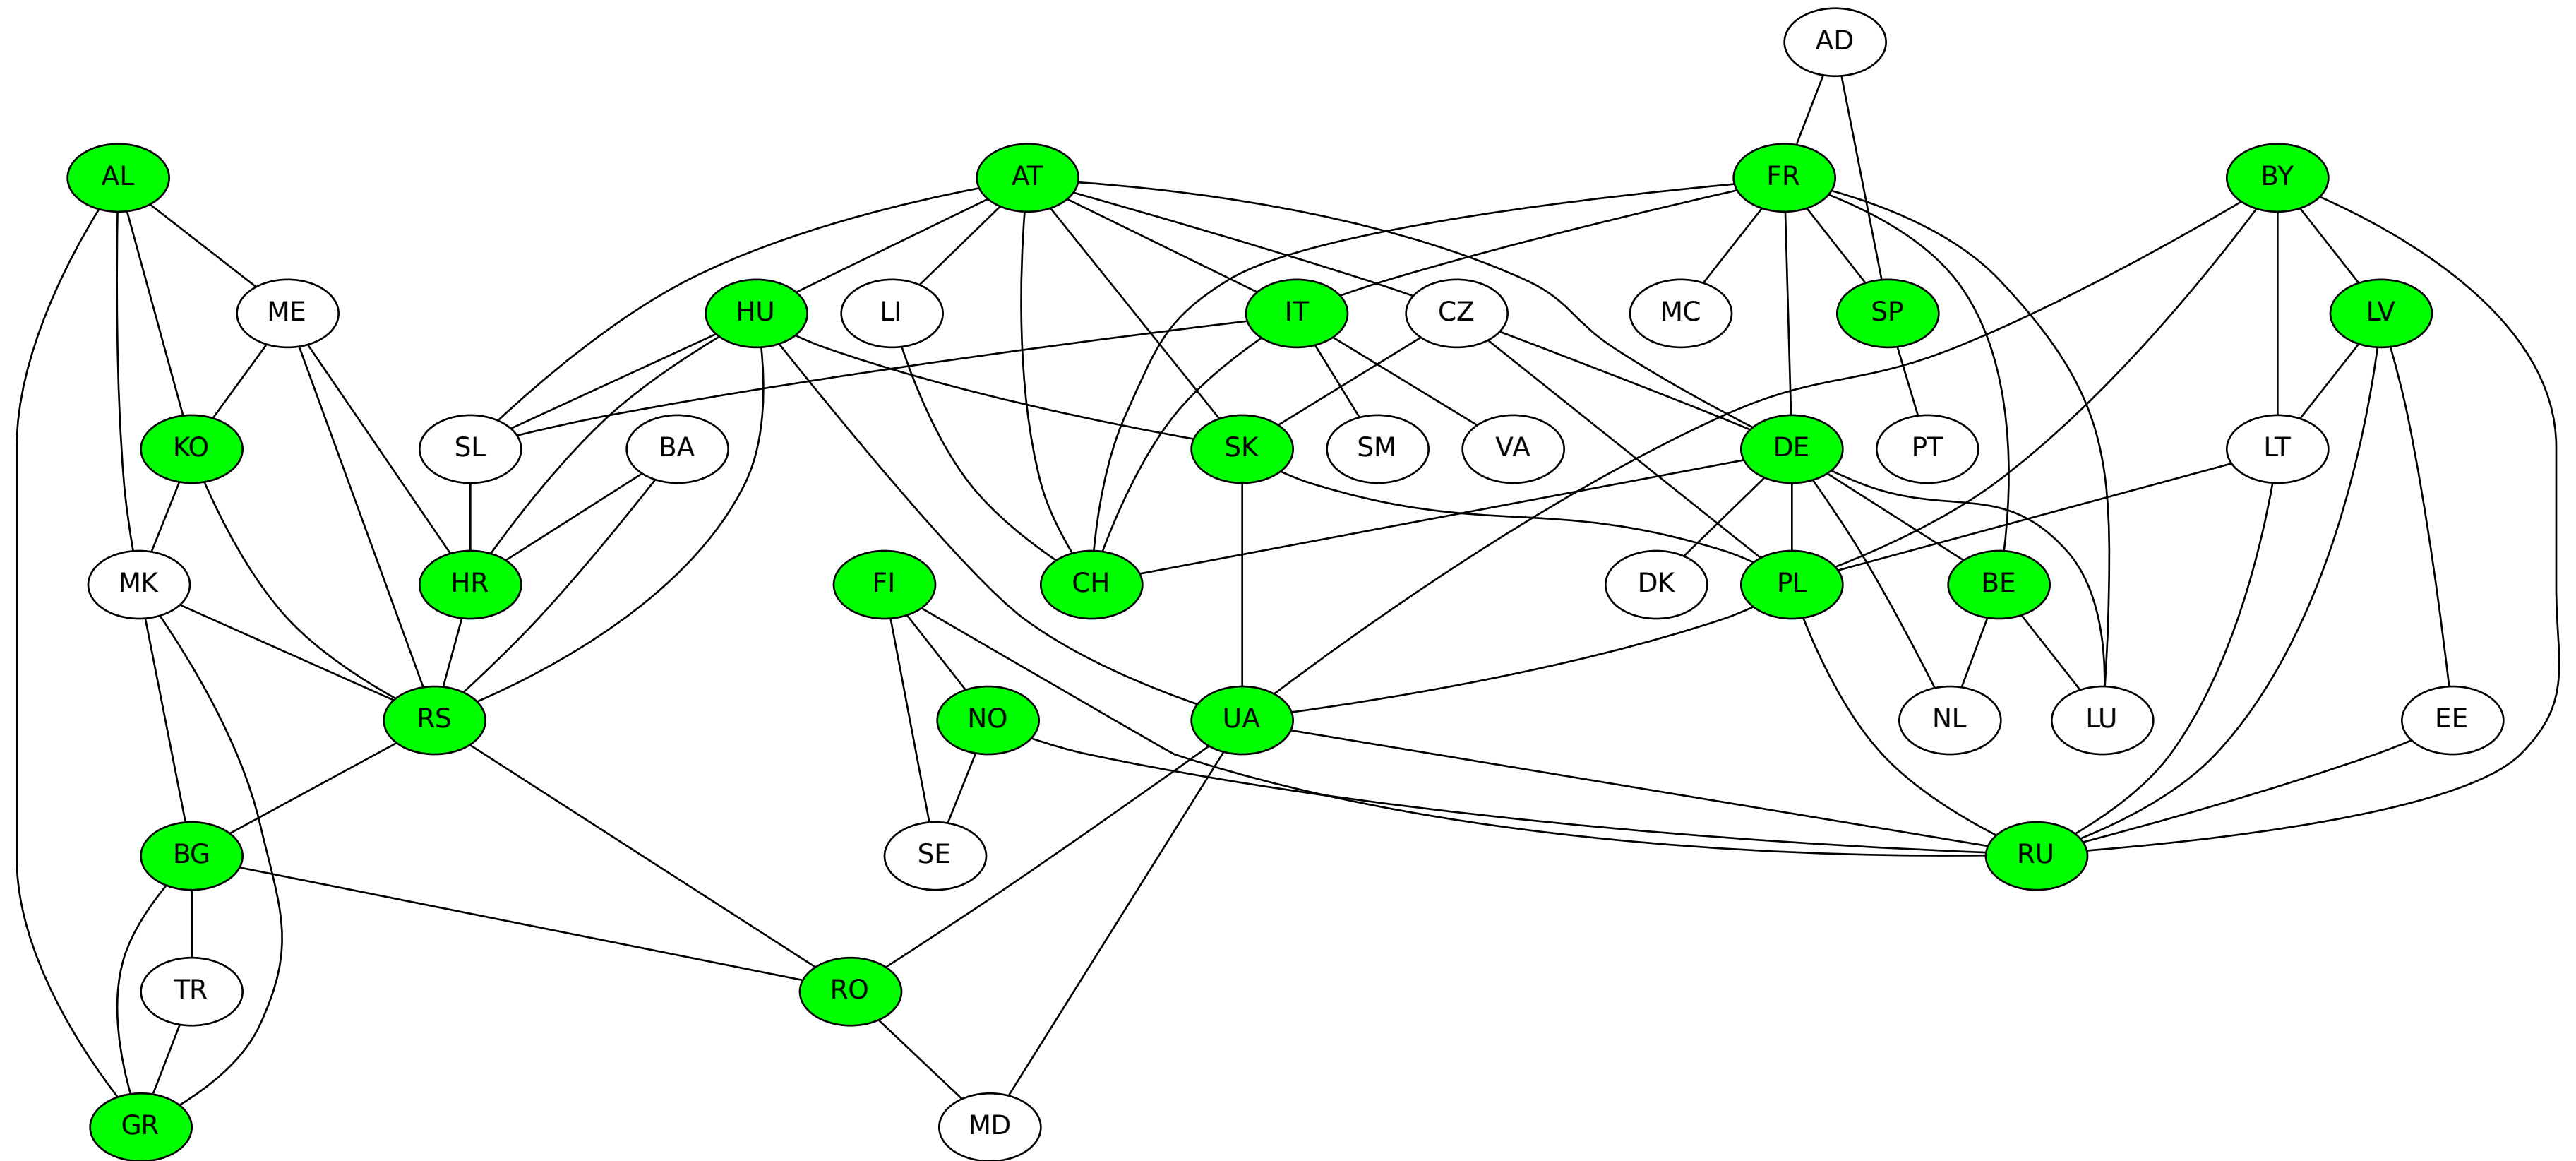 AD
AL
AT
FR
BY
ME
HU
LI
IT
CZ
MC
SP
LV
KO
SL
BA
SK
SM
VA
DE
PT
LT
MK
HR
FI
CH
DK
PL
BE
RS
NO
UA
NL
LU
EE
BG
SE
RU
TR
RO
GR
MD